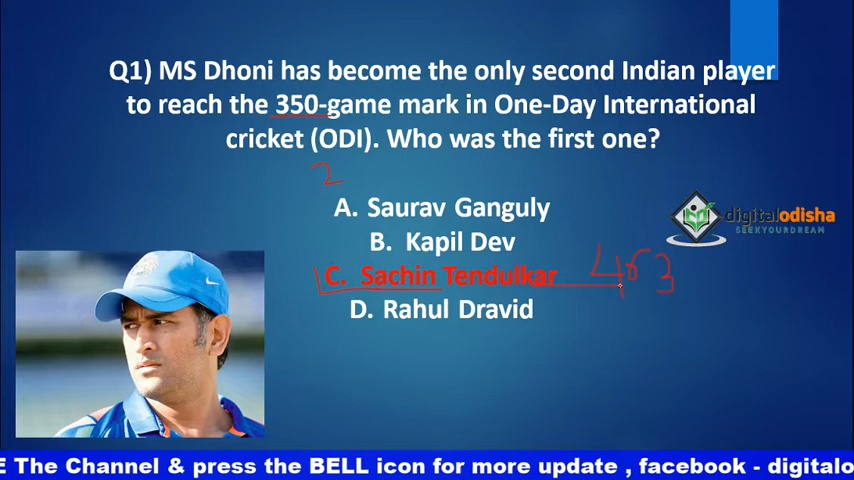 Q1) MS Dhoni has become the only second Indian player
to reach the 350-game mark in One-Day International
cricket (ODI). Who was the first one?
2
A. Saurav Ganguly
B. Kapil Dev
C. Sachin Tendulkar
D. Rahul Dravid
digitalodisha
SEEKYOURDREAM
E The Channel & press the BELL icon for more update , facebook - digitalo